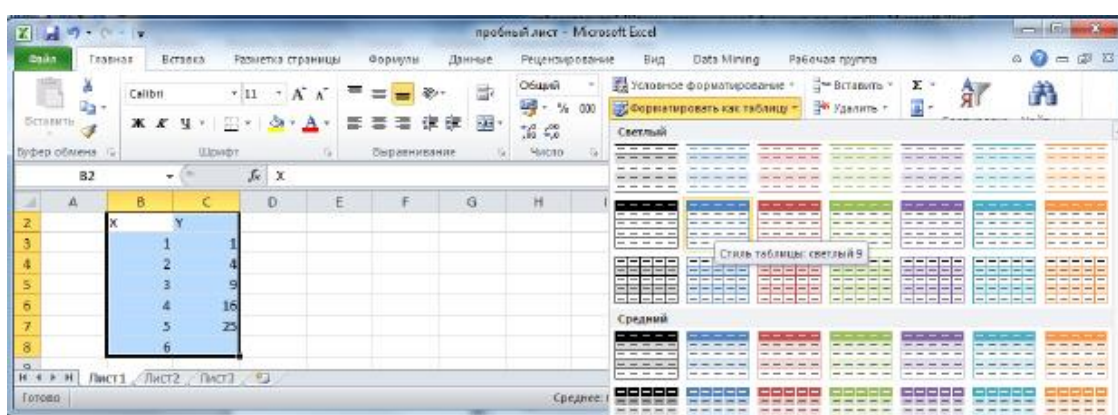 пробный лист - Microsoft Excel
Файл Главная Вставка Разметка страницы Формулы Данные Рецензирование Вид Data Mining Рабочая группа
Calibri 11 Общий Условное форматирование Вставить Σ
Вставить Ж К Ч % 000 Форматировать как таблицу Удалить
Буфер обмена Шрифт Выравнивание Число
Светлый
B2 fx X
A B C D E F G H
2 X Y
3 1 1
4 2 4
5 3 9
6 4 16
7 5 25
8 6
Стиль таблицы: светлый 9
Средний
Лист1 Лист2 Лист3
Готово Среднее: